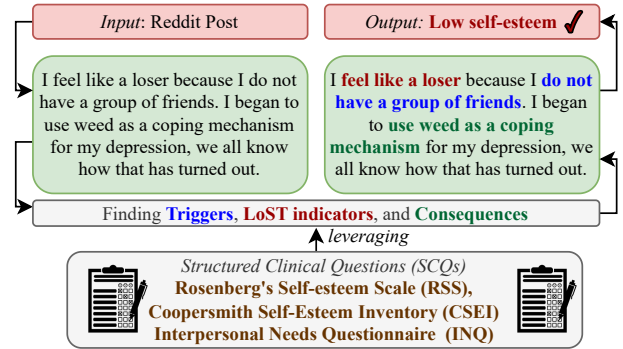 Input: Reddit Post
Output: Low self-esteem
I feel like a loser because I do not
have a group of friends. I began to
use weed as a coping mechanism
for my depression, we all know
how that has turned out.
I feel like a loser because I do not
have a group of friends. I began
to use weed as a coping
mechanism for my depression, we
all know how that has turned out.
Finding Triggers, LoST indicators, and Consequences
leveraging
Structured Clinical Questions (SCQs)
Rosenberg's Self-esteem Scale (RSS),
Coopersmith Self-Esteem Inventory (CSEI)
Interpersonal Needs Questionnaire (INQ)